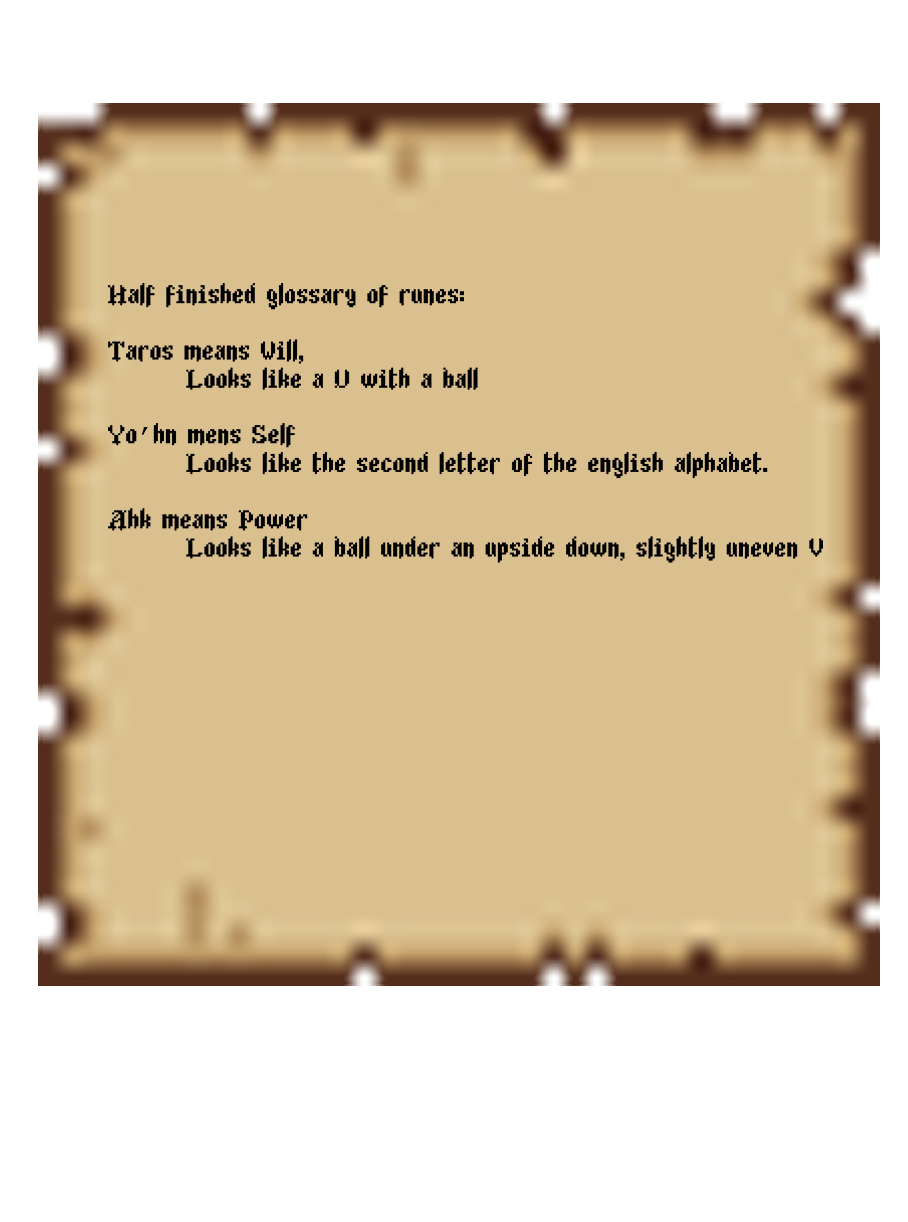 Half finished glossary of runes:
Taros means Will,
Looks like a U with a ball
Yo'hn mens Self
Looks like the second letter of the english alphabet.
Ahk means Power
Looks like a ball under an upside down, slightly uneven V